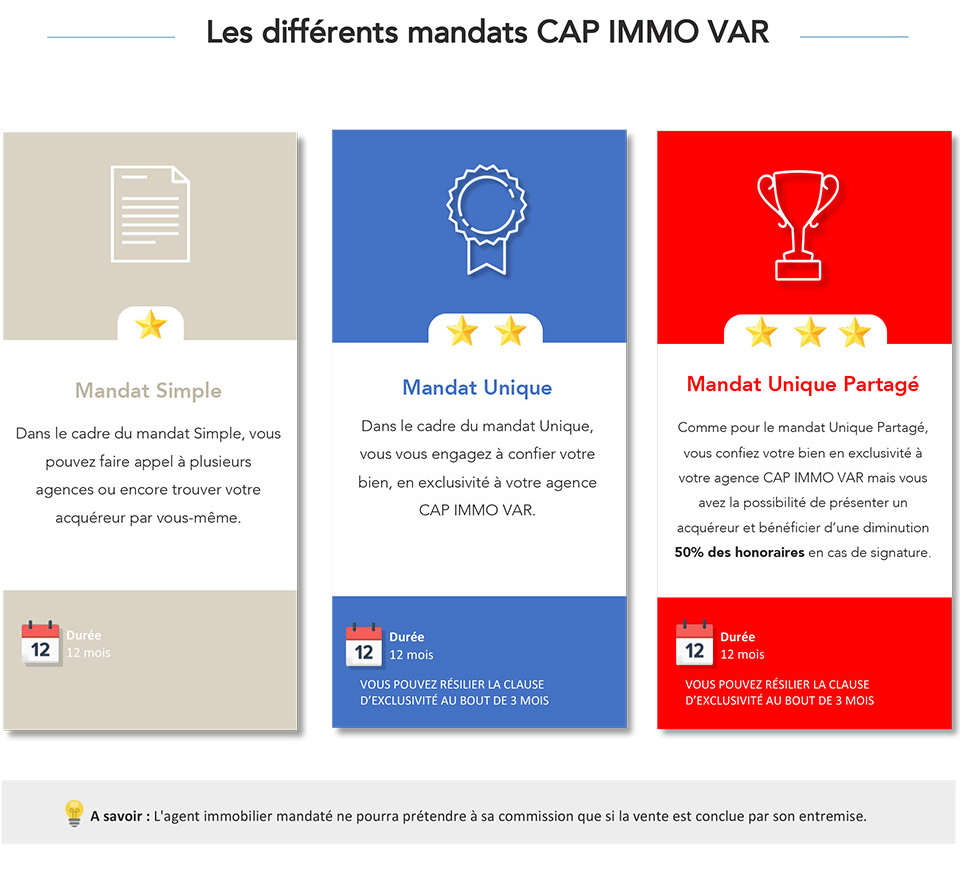 Les différents mandats CAP IMMO VAR
Mandat Simple
Dans le cadre du mandat Simple, vous
pouvez faire appel à plusieurs
agences ou encore trouver votre
acquéreur par vous-même.
12
Durée
12 mois
Mandat Unique
Dans le cadre du mandat Unique,
vous vous engagez à confier votre
bien, en exclusivité à votre agence
CAP IMMO VAR.
12
Durée
12 mois
VOUS POUVEZ RÉSILIER LA CLAUSE
D'EXCLUSIVITÉ AU BOUT DE 3 MOIS
Mandat Unique Partagé
Comme pour le mandat Unique Partagé,
vous confiez votre bien en exclusivité à
votre agence CAP IMMO VAR mais vous
avez la possibilité de présenter un
acquéreur et bénéficier d'une diminution
50% des honoraires en cas de signature.
12
Durée
12 mois
VOUS POUVEZ RÉSILIER LA CLAUSE
D'EXCLUSIVITÉ AU BOUT DE 3 MOIS
A savoir : L'agent immobilier mandaté ne pourra prétendre à sa commission que si la vente est conclue par son entremise.